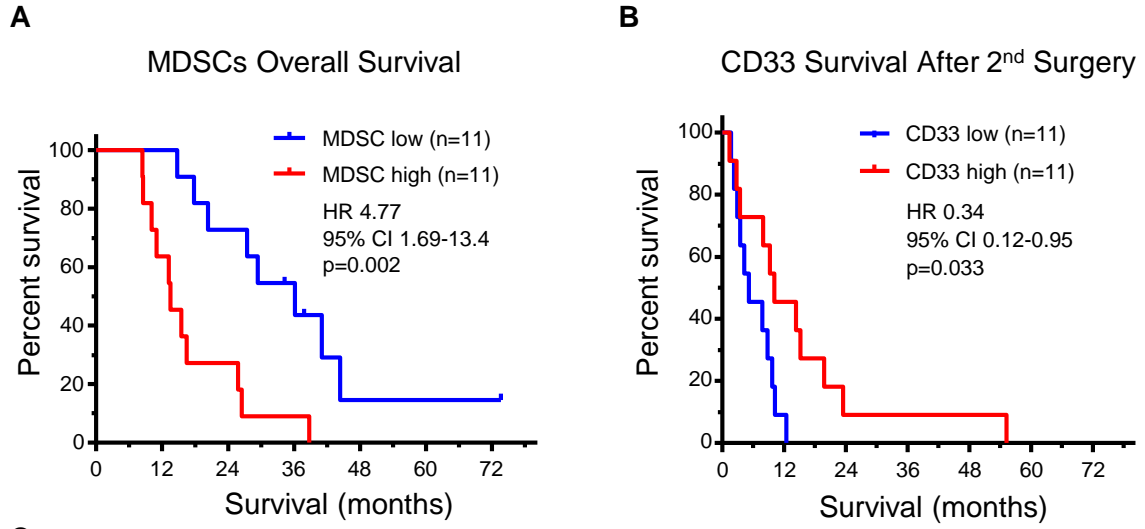 A
MDSCs Overall Survival
MDSC low (n=11)
MDSC high (n=11)
HR 4.77
95% CI 1.69-13.4
p=0.002
Percent survival
100
80
60
40
20
0
0 12 24 36 48 60 72
Survival (months)
B
CD33 Survival After 2nd Surgery
CD33 low (n=11)
CD33 high (n=11)
HR 0.34
95% CI 0.12-0.95
p=0.033
Percent survival
100
80
60
40
20
0
0 12 24 36 48 60 72
Survival (months)